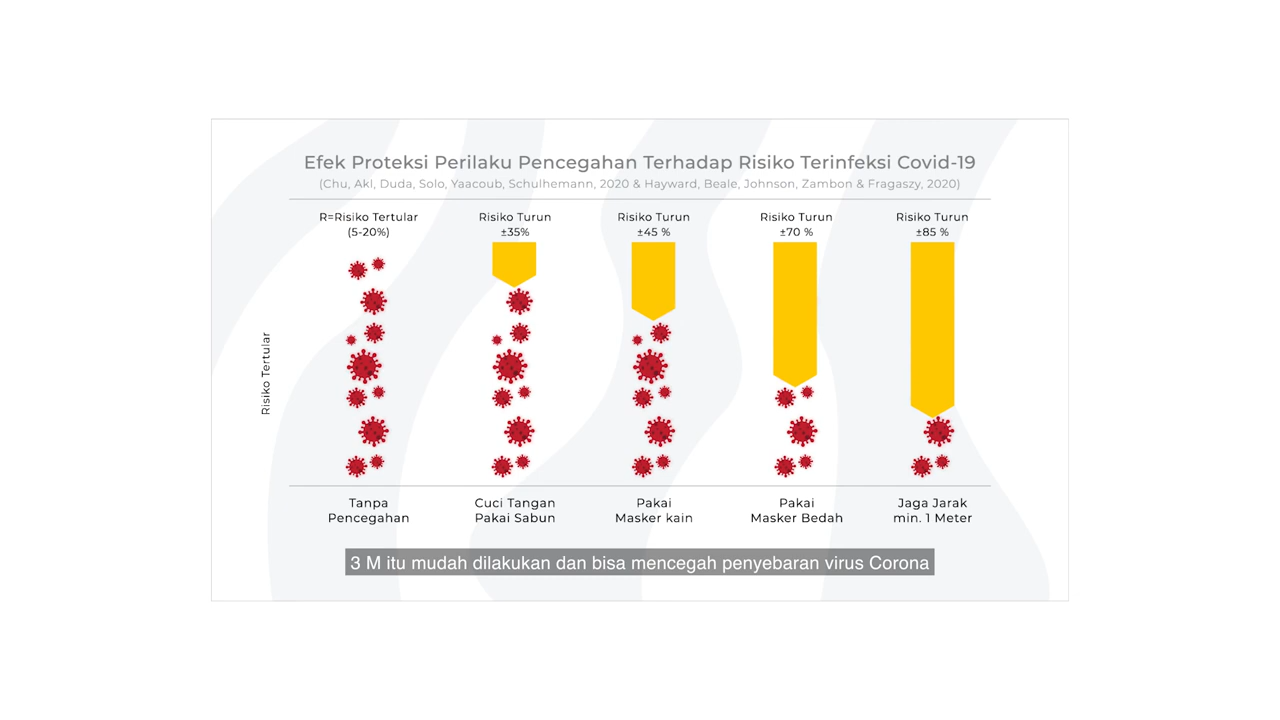 Efek Proteksi Perilaku Pencegahan Terhadap Risiko Terinfeksi Covid-19
(Chu, Akl, Duda, Solo, Yaacoub, Schulhemann, 2020 & Hayward, Beale, Johnson, Zambon & Fragaszy, 2020)
R=Risiko Tertular
(5-20%)
Risiko Turun
±35%
Risiko Turun
±45 %
Risiko Turun
±70 %
Risiko Turun
±85 %
Risiko Tertular
Tanpa
Pencegahan
Cuci Tangan
Pakai Sabun
Pakai
Masker kain
Pakai
Masker Bedah
Jaga Jarak
min. 1 Meter
3 M itu mudah dilakukan dan bisa mencegah penyebaran virus Corona